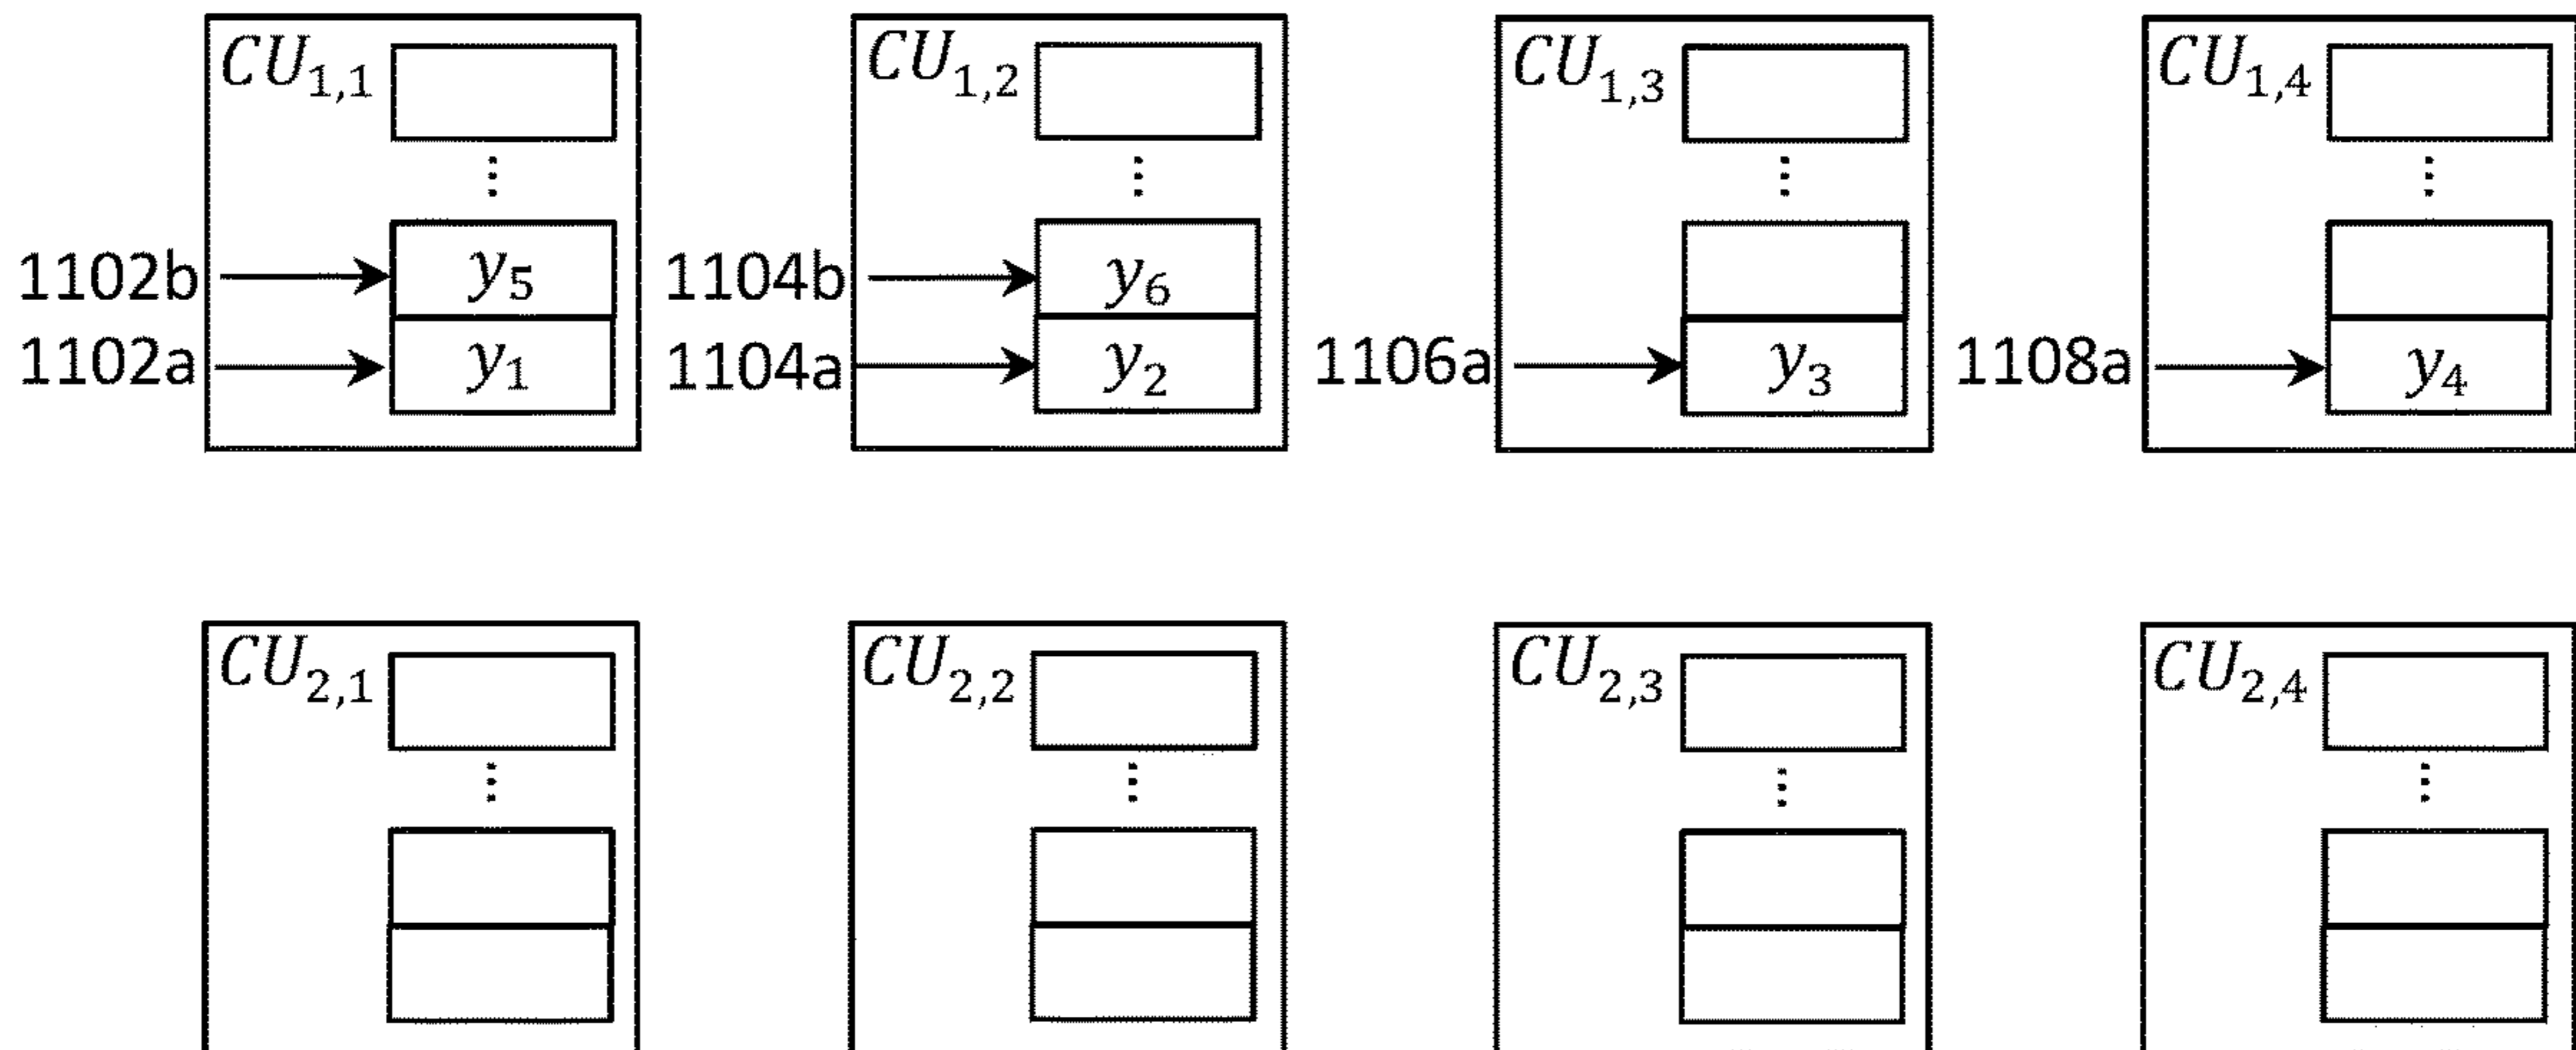 CU1,1 CU1,2 CU1,3 CU1,4
⋮ ⋮ ⋮ ⋮
1102b y5 1104b y6
1102a y1 1104a y2 1106a y3 1108a y4
CU2,1 CU2,2 CU2,3 CU2,4
⋮ ⋮ ⋮ ⋮